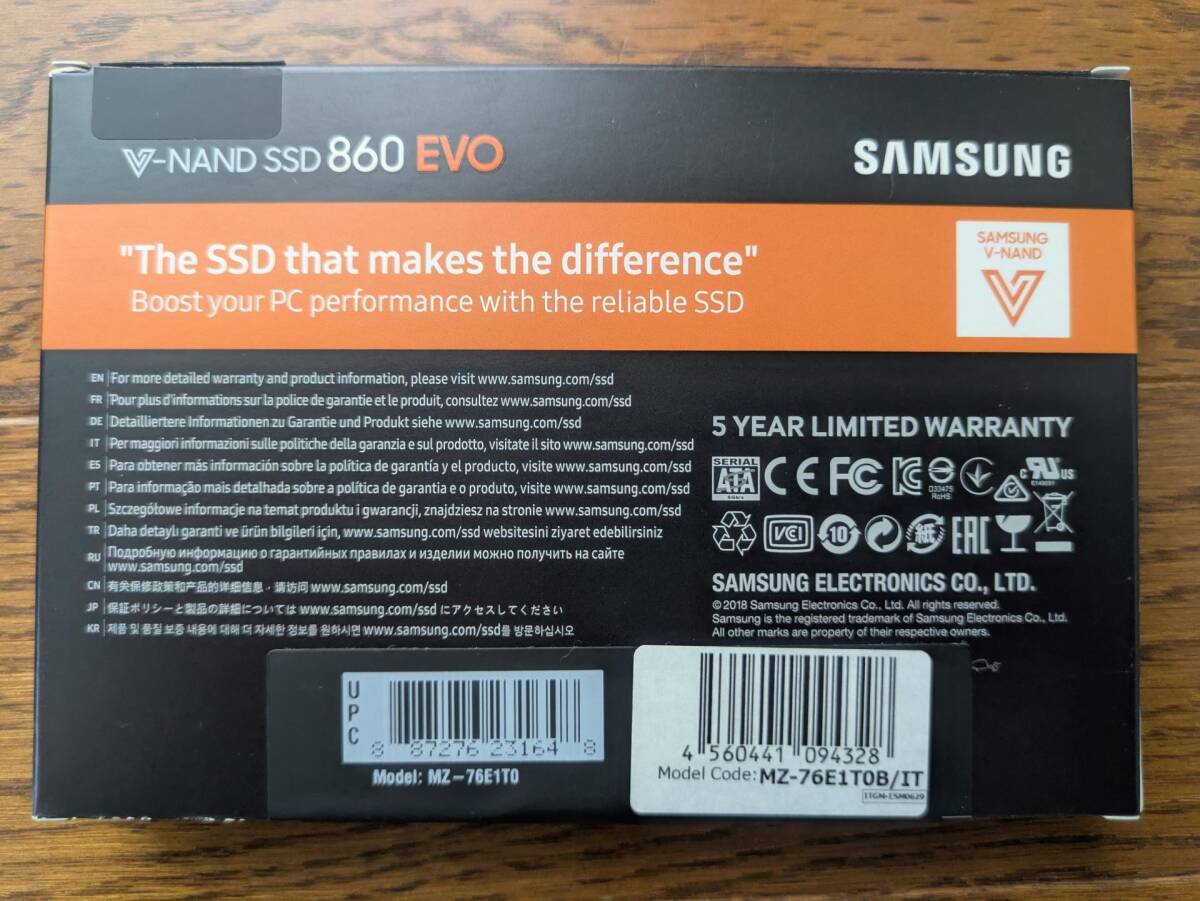 V-NAND SSD 860 EVO
SAMSUNG
"The SSD that makes the difference"
Boost your PC performance with the reliable SSD
SAMSUNG
V-NAND
V
EN For more detailed warranty and product information, please visit www.samsung.com/ssd
FR Pour plus d'informations sur la police de garantie et le produit, consultez www.samsung.com/ssd
DE Detailliertere Informationen zu Garantie und Produkt siehe www.samsung.com/ssd
IT Per maggiori informazioni sulle politiche della garanzia e sul prodotto, visitate il sito www.samsung.com/ssd
ES Para obtener más información sobre la política de garantía y el producto, visite www.samsung.com/ssd
PT Para informação mais detalhada sobre a política de garantia e o produto, visite www.samsung.com/ssd
PL Szczegółowe informacje na temat produktu i gwarancji, znajdziesz na stronie www.samsung.com/ssd
TR Daha detaylı garanti ve ürün bilgileri için, www.samsung.com/ssd websitesini ziyaret edebilirsiniz
RU Подробную информацию о гарантийных правилах и изделии можно получить на сайте
www.samsung.com/ssd
CN 有关保修政策和产品的详细信息，请访问 www.samsung.com/ssd
JP 保証ポリシーと製品の詳細については www.samsung.com/ssd にアクセスしてください
KR 제품 및 품질 보증 내용에 대해 더 자세한 정보를 원하시면 www.samsung.com/ssd를 방문하십시오
5 YEAR LIMITED WARRANTY
SERIAL
ATA
6Gb/s
CE FC
D33475
RoHS
c UL US
E149091
VCI 10 紙 EAC
SAMSUNG ELECTRONICS CO., LTD.
© 2018 Samsung Electronics Co., Ltd. All rights reserved.
Samsung is the registered trademark of Samsung Electronics Co., Ltd.
All other marks are property of their respective owners.
UPC
8 87276 23164 8
Model: MZ-76E1T0
4 560441 094328
Model Code: MZ-76E1T0B/IT
ITGM-ESM0629